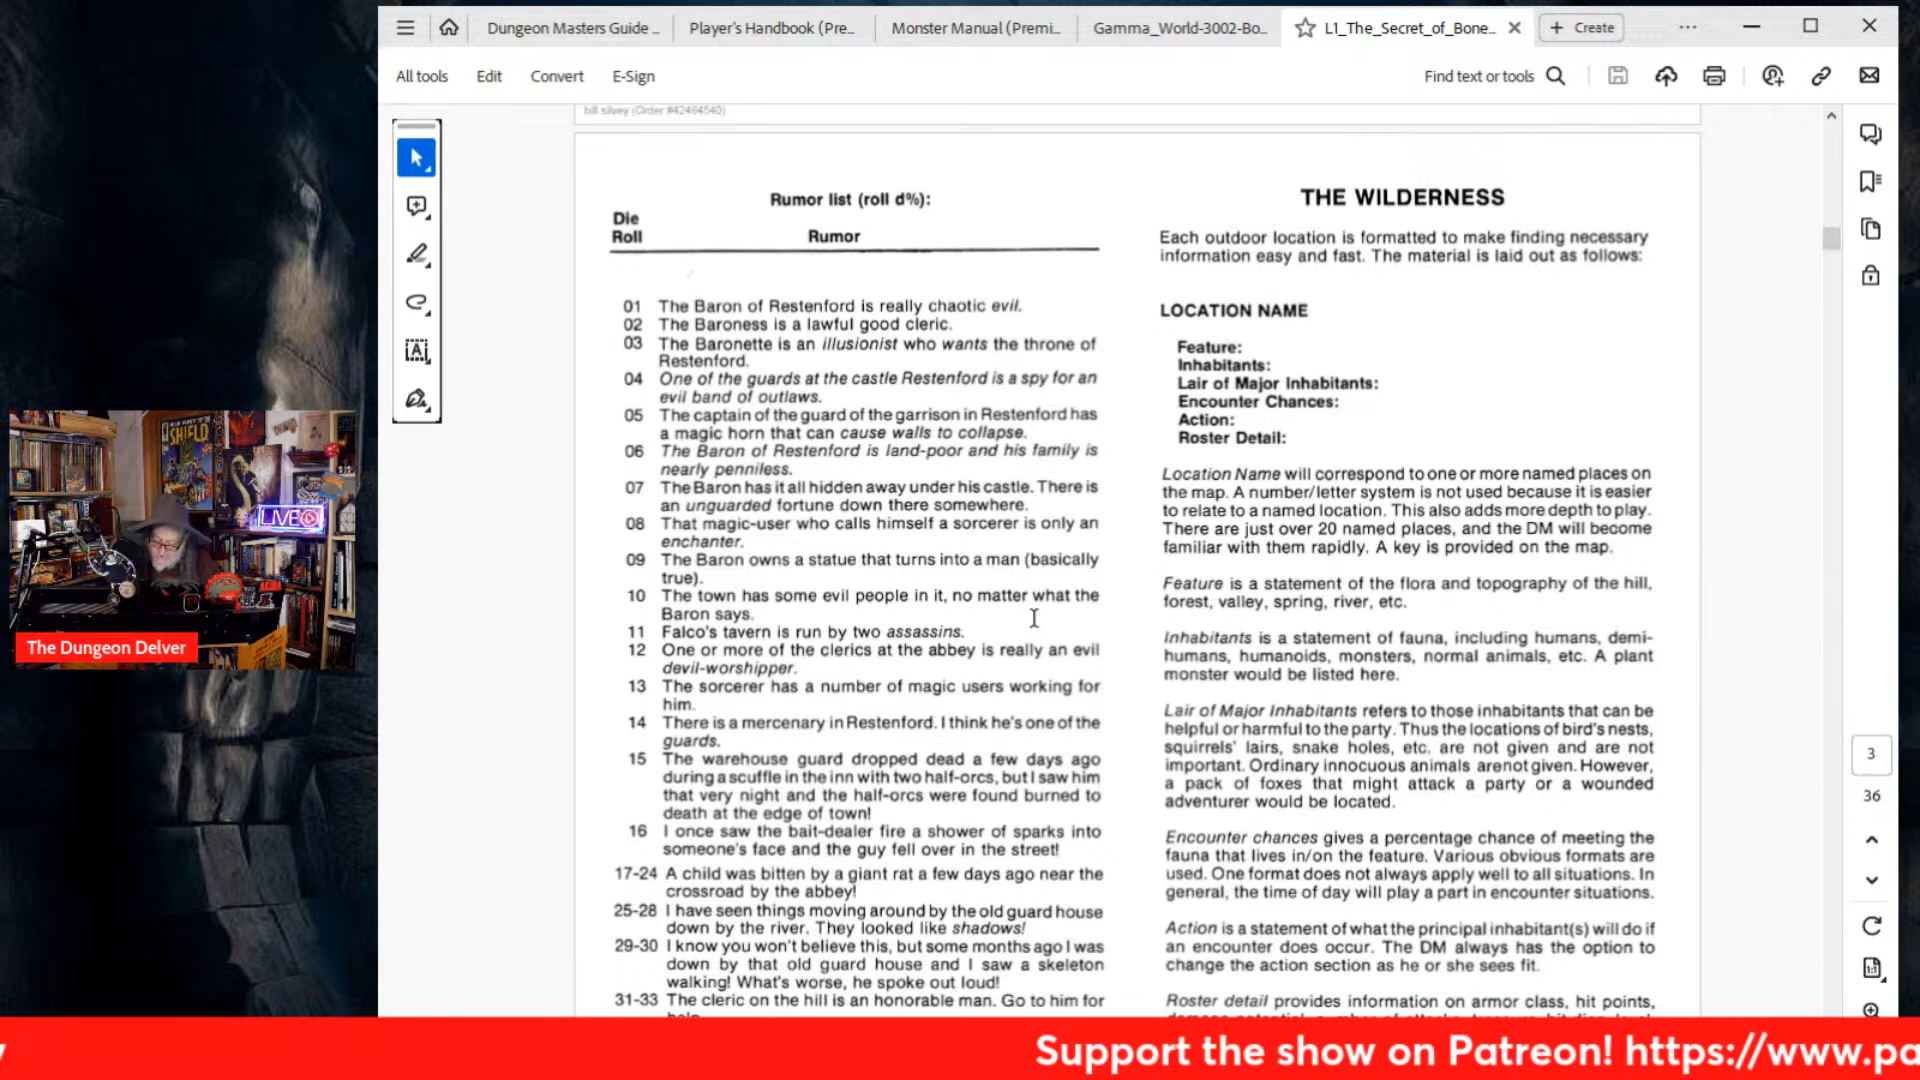 Dungeon Masters Guide ...
Player's Handbook (Pre...
Monster Manual (Premi...
Gamma_World-3002-Bo...
L1_The_Secret_of_Bone...
Create
All tools
Edit
Convert
E-Sign
Find text or tools
bill silvey (Order #42464540)
Rumor list (roll d%):
Die
Roll
Rumor
01 The Baron of Restenford is really chaotic evil.
02 The Baroness is a lawful good cleric.
03 The Baronette is an illusionist who wants the throne of
Restenford.
04 One of the guards at the castle Restenford is a spy for an
evil band of outlaws.
05 The captain of the guard of the garrison in Restenford has
a magic horn that can cause walls to collapse.
06 The Baron of Restenford is land-poor and his family is
nearly penniless.
07 The Baron has it all hidden away under his castle. There is
an unguarded fortune down there somewhere.
08 That magic-user who calls himself a sorcerer is only an
enchanter.
09 The Baron owns a statue that turns into a man (basically
true).
10 The town has some evil people in it, no matter what the
Baron says.
11 Falco's tavern is run by two assassins.
12 One or more of the clerics at the abbey is really an evil
devil-worshipper.
13 The sorcerer has a number of magic users working for
him.
14 There is a mercenary in Restenford. I think he's one of the
guards.
15 The warehouse guard dropped dead a few days ago
during a scuffle in the inn with two half-orcs, but I saw him
that very night and the half-orcs were found burned to
death at the edge of town!
16 I once saw the bait-dealer fire a shower of sparks into
someone's face and the guy fell over in the street!
17-24 A child was bitten by a giant rat a few days ago near the
crossroad by the abbey!
25-28 I have seen things moving around by the old guard house
down by the river. They looked like shadows!
29-30 I know you won't believe this, but some months ago I was
down by that old guard house and I saw a skeleton
walking! What's worse, he spoke out loud!
31-33 The cleric on the hill is an honorable man. Go to him for
THE WILDERNESS
Each outdoor location is formatted to make finding necessary
information easy and fast. The material is laid out as follows:
LOCATION NAME
Feature:
Inhabitants:
Lair of Major Inhabitants:
Encounter Chances:
Action:
Roster Detail:
Location Name will correspond to one or more named places on
the map. A number/letter system is not used because it is easier
to relate to a named location. This also adds more depth to play.
There are just over 20 named places, and the DM will become
familiar with them rapidly. A key is provided on the map.
Feature is a statement of the flora and topography of the hill,
forest, valley, spring, river, etc.
Inhabitants is a statement of fauna, including humans, demi-
humans, humanoids, monsters, normal animals, etc. A plant
monster would be listed here.
Lair of Major Inhabitants refers to those inhabitants that can be
helpful or harmful to the party. Thus the locations of bird's nests,
squirrels' lairs, snake holes, etc. are not given and are not
important. Ordinary innocuous animals are not given. However,
a pack of foxes that might attack a party or a wounded
adventurer would be located.
Encounter chances gives a percentage chance of meeting the
fauna that lives in/on the feature. Various obvious formats are
used. One format does not always apply well to all situations. In
general, the time of day will play a part in encounter situations.
Action is a statement of what the principal inhabitant(s) will do if
an encounter does occur. The DM always has the option to
change the action section as he or she sees fit.
Roster detail provides information on armor class, hit points,
3
36
SHIELD
LIVE
AKIRA
The Dungeon Delver
Support the show on Patreon! https://www.pa